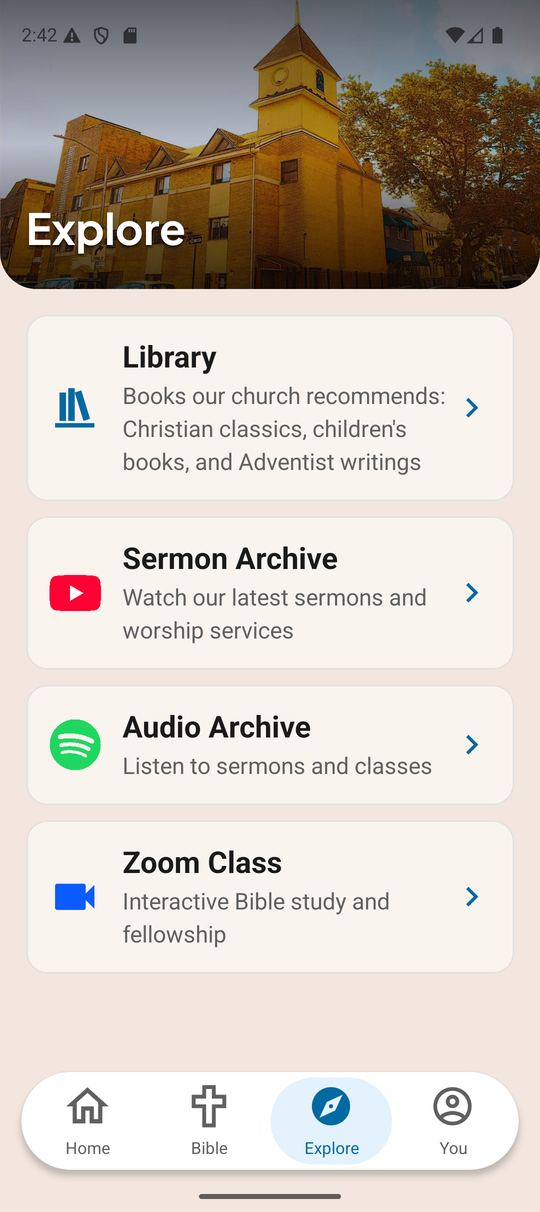 2:42
Explore
Library
Books our church recommends:
Christian classics, children's
books, and Adventist writings
Sermon Archive
Watch our latest sermons and
worship services
Audio Archive
Listen to sermons and classes
Zoom Class
Interactive Bible study and
fellowship
Home
Bible
Explore
You